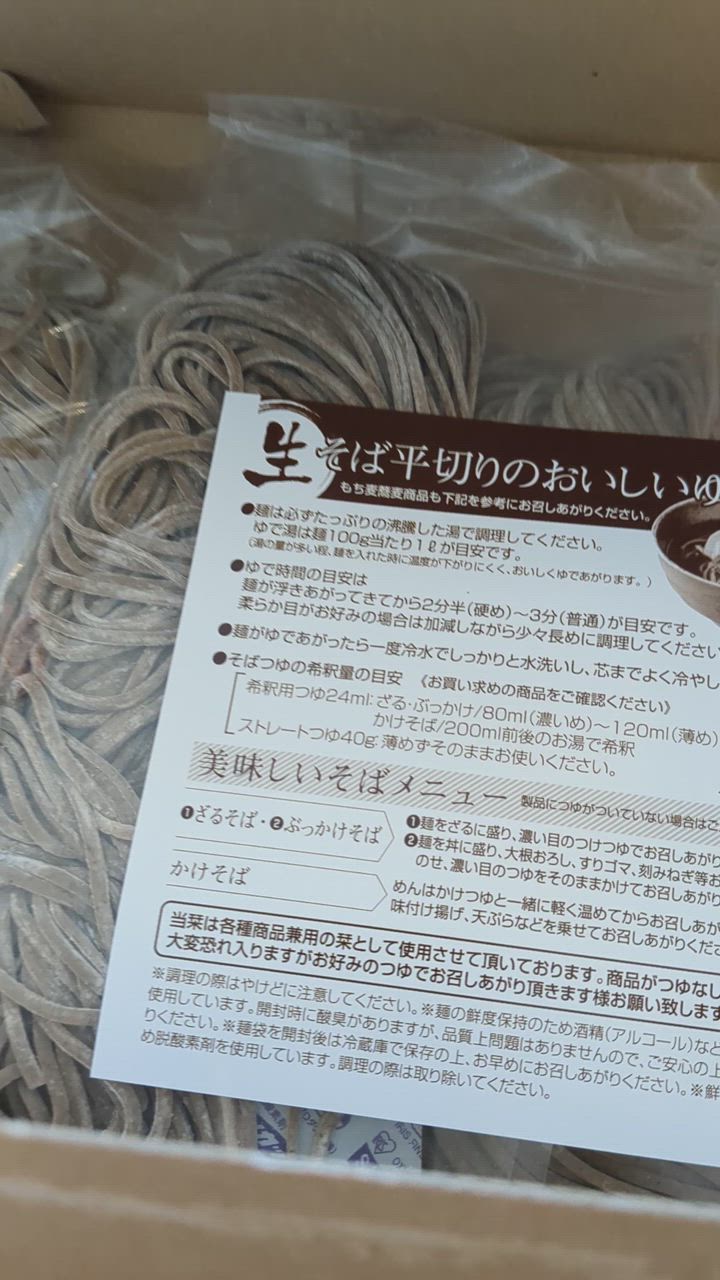 生そば平切りのおいしいゆ
もち麦蕎麦商品も下記を参考にお召しあがりください。
●麺は必ずたっぷりの沸騰した湯で調理してください。
ゆで湯は麺100g当たり1ℓが目安です。
(湯の量が多い程、麺を入れた時に温度が下がりにくく、おいしくゆであがります。)
●ゆで時間の目安は
麺が浮きあがってきてから2分半(硬め)〜3分(普通)が目安です。
柔らか目がお好みの場合は加減しながら少々長めに調理してください
●麺がゆであがったら一度冷水でしっかりと水洗いし、芯までよく冷やし
●そばつゆの希釈量の目安 《お買い求めの商品をご確認ください》
希釈用つゆ24ml:ざる・ぶっかけ/80ml(濃いめ)〜120ml(薄め)
かけそば/200ml前後のお湯で希釈
ストレートつゆ40g:薄めずそのままお使いください。
美味しいそばメニュー 製品につゆがついていない場合はご
❶ざるそば・❷ぶっかけそば
❶麺をざるに盛り、濃い目のつけつゆでお召しあがり
❷麺を丼に盛り、大根おろし、すりゴマ、刻みねぎ等お
のせ、濃い目のつゆをそのままかけてお召しあがり
かけそば
めんはかけつゆと一緒に軽く温めてからお召しあが
味付け揚げ、天ぷらなどを乗せてお召しあがりくださ
当栞は各種商品兼用の栞として使用させて頂いております。商品がつゆなし
大変恐れ入りますがお好みのつゆでお召しあがり頂きます様お願い致します
※調理の際はやけどに注意してください。※麺の鮮度保持のため酒精(アルコール)など
使用しています。開封時に酸臭がありますが、品質上問題はありませんので、ご安心の上
りください。※麺袋を開封後は冷蔵庫で保存の上、お早めにお召しあがりください。※鮮
め脱酸素剤を使用しています。調理の際は取り除いてください。